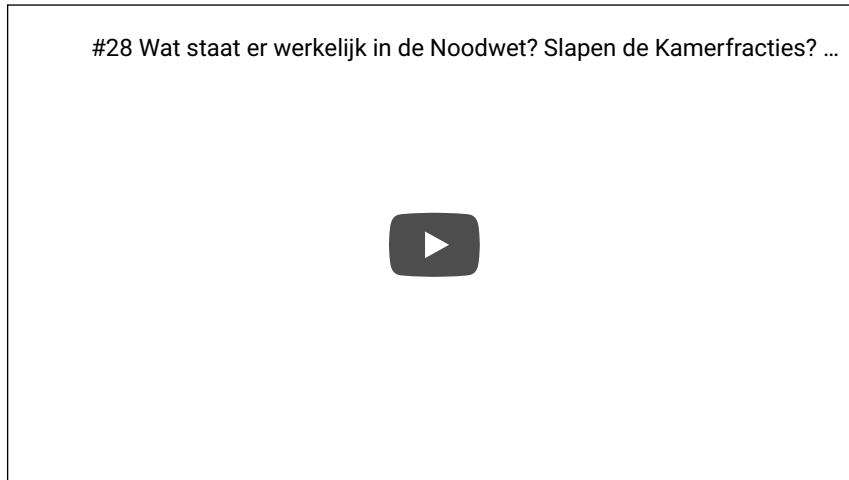 #28 Wat staat er werkelijk in de Noodwet? Slapen de Kamerfracties? ...